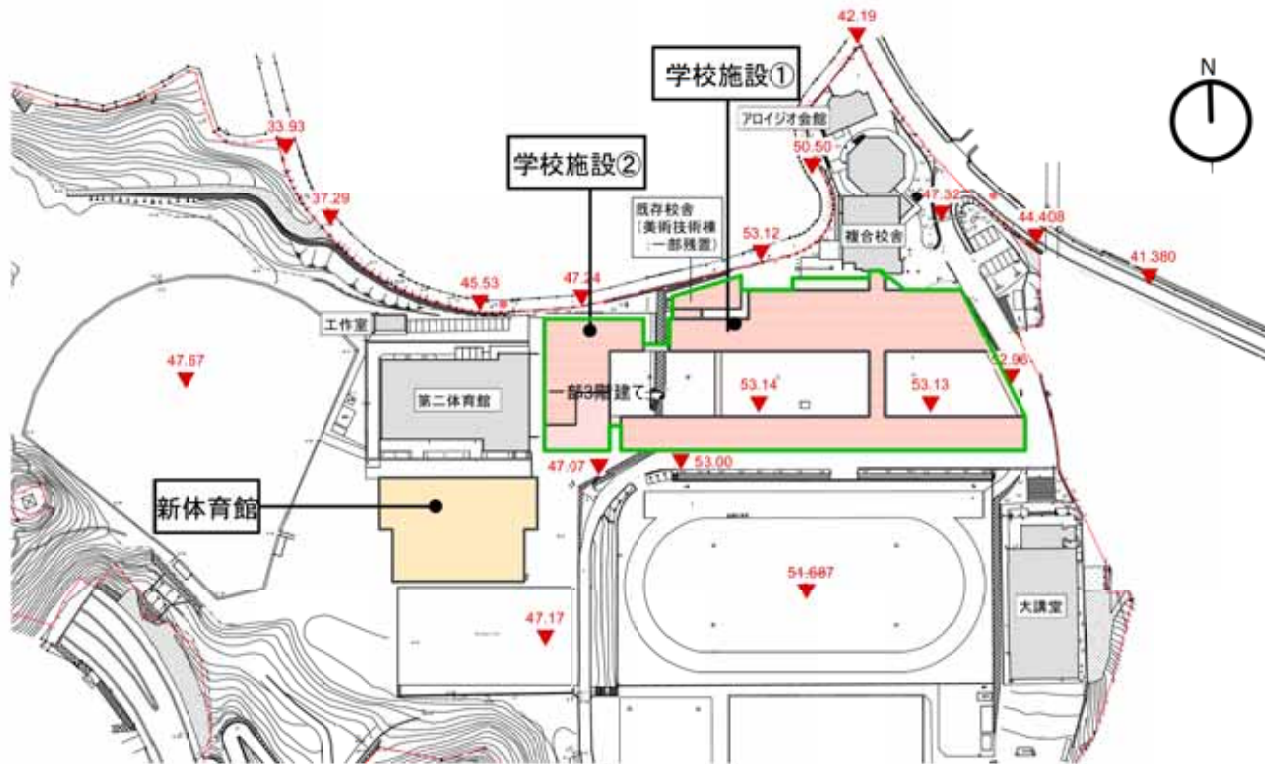 42.19
N
学校施設①
アロイジオ会館
33.93
学校施設②
50.50
37.29
既存校舎
(美術技術棟
一部残置)
47.32
44.408
53.12
複合校舎
41.380
45.53
47.24
工作室
47.67
52.96
一部3階建て
第二体育館
53.14
53.13
47.07
53.00
新体育館
51.687
大講堂
47.17